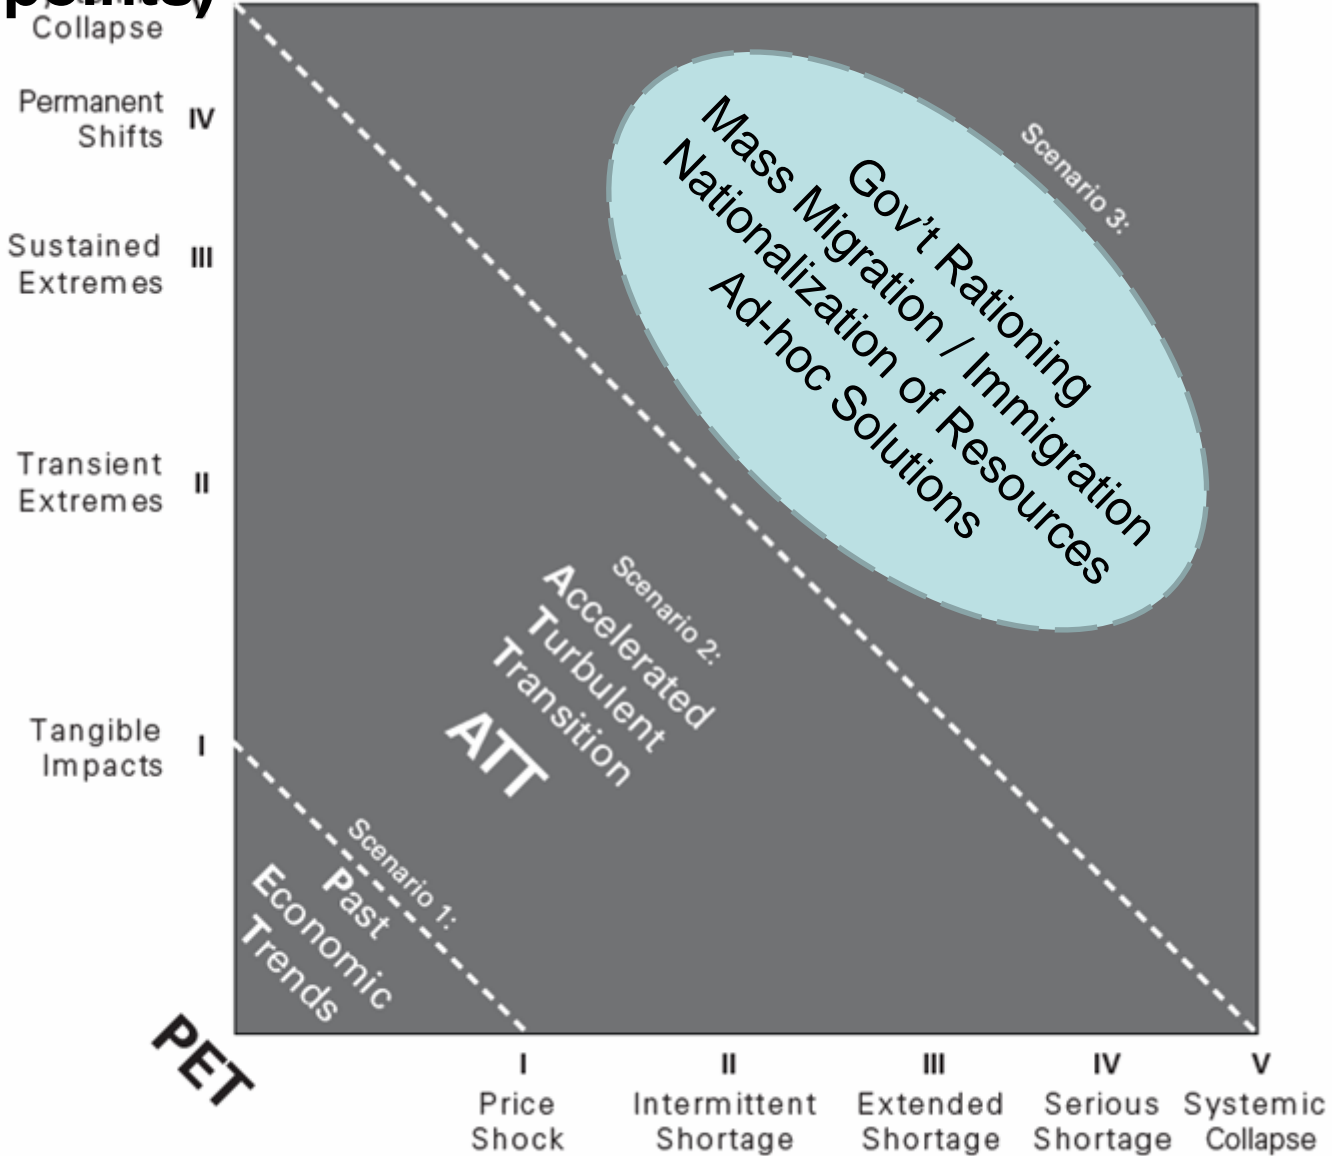 Collapse
Permanent
Shifts
IV
Sustained
Extremes
III
Transient
Extremes
II
Tangible
Impacts
I
Scenario 3:
Gov't Rationing
Mass Migration / Immigration
Nationalization of Resources
Ad-hoc Solutions
Scenario 2:
Accelerated
Turbulent
Transition
ATT
Scenario 1:
Past
Economic
Trends
PET
I
Price
Shock
II
Intermittent
Shortage
III
Extended
Shortage
IV
Serious
Shortage
V
Systemic
Collapse